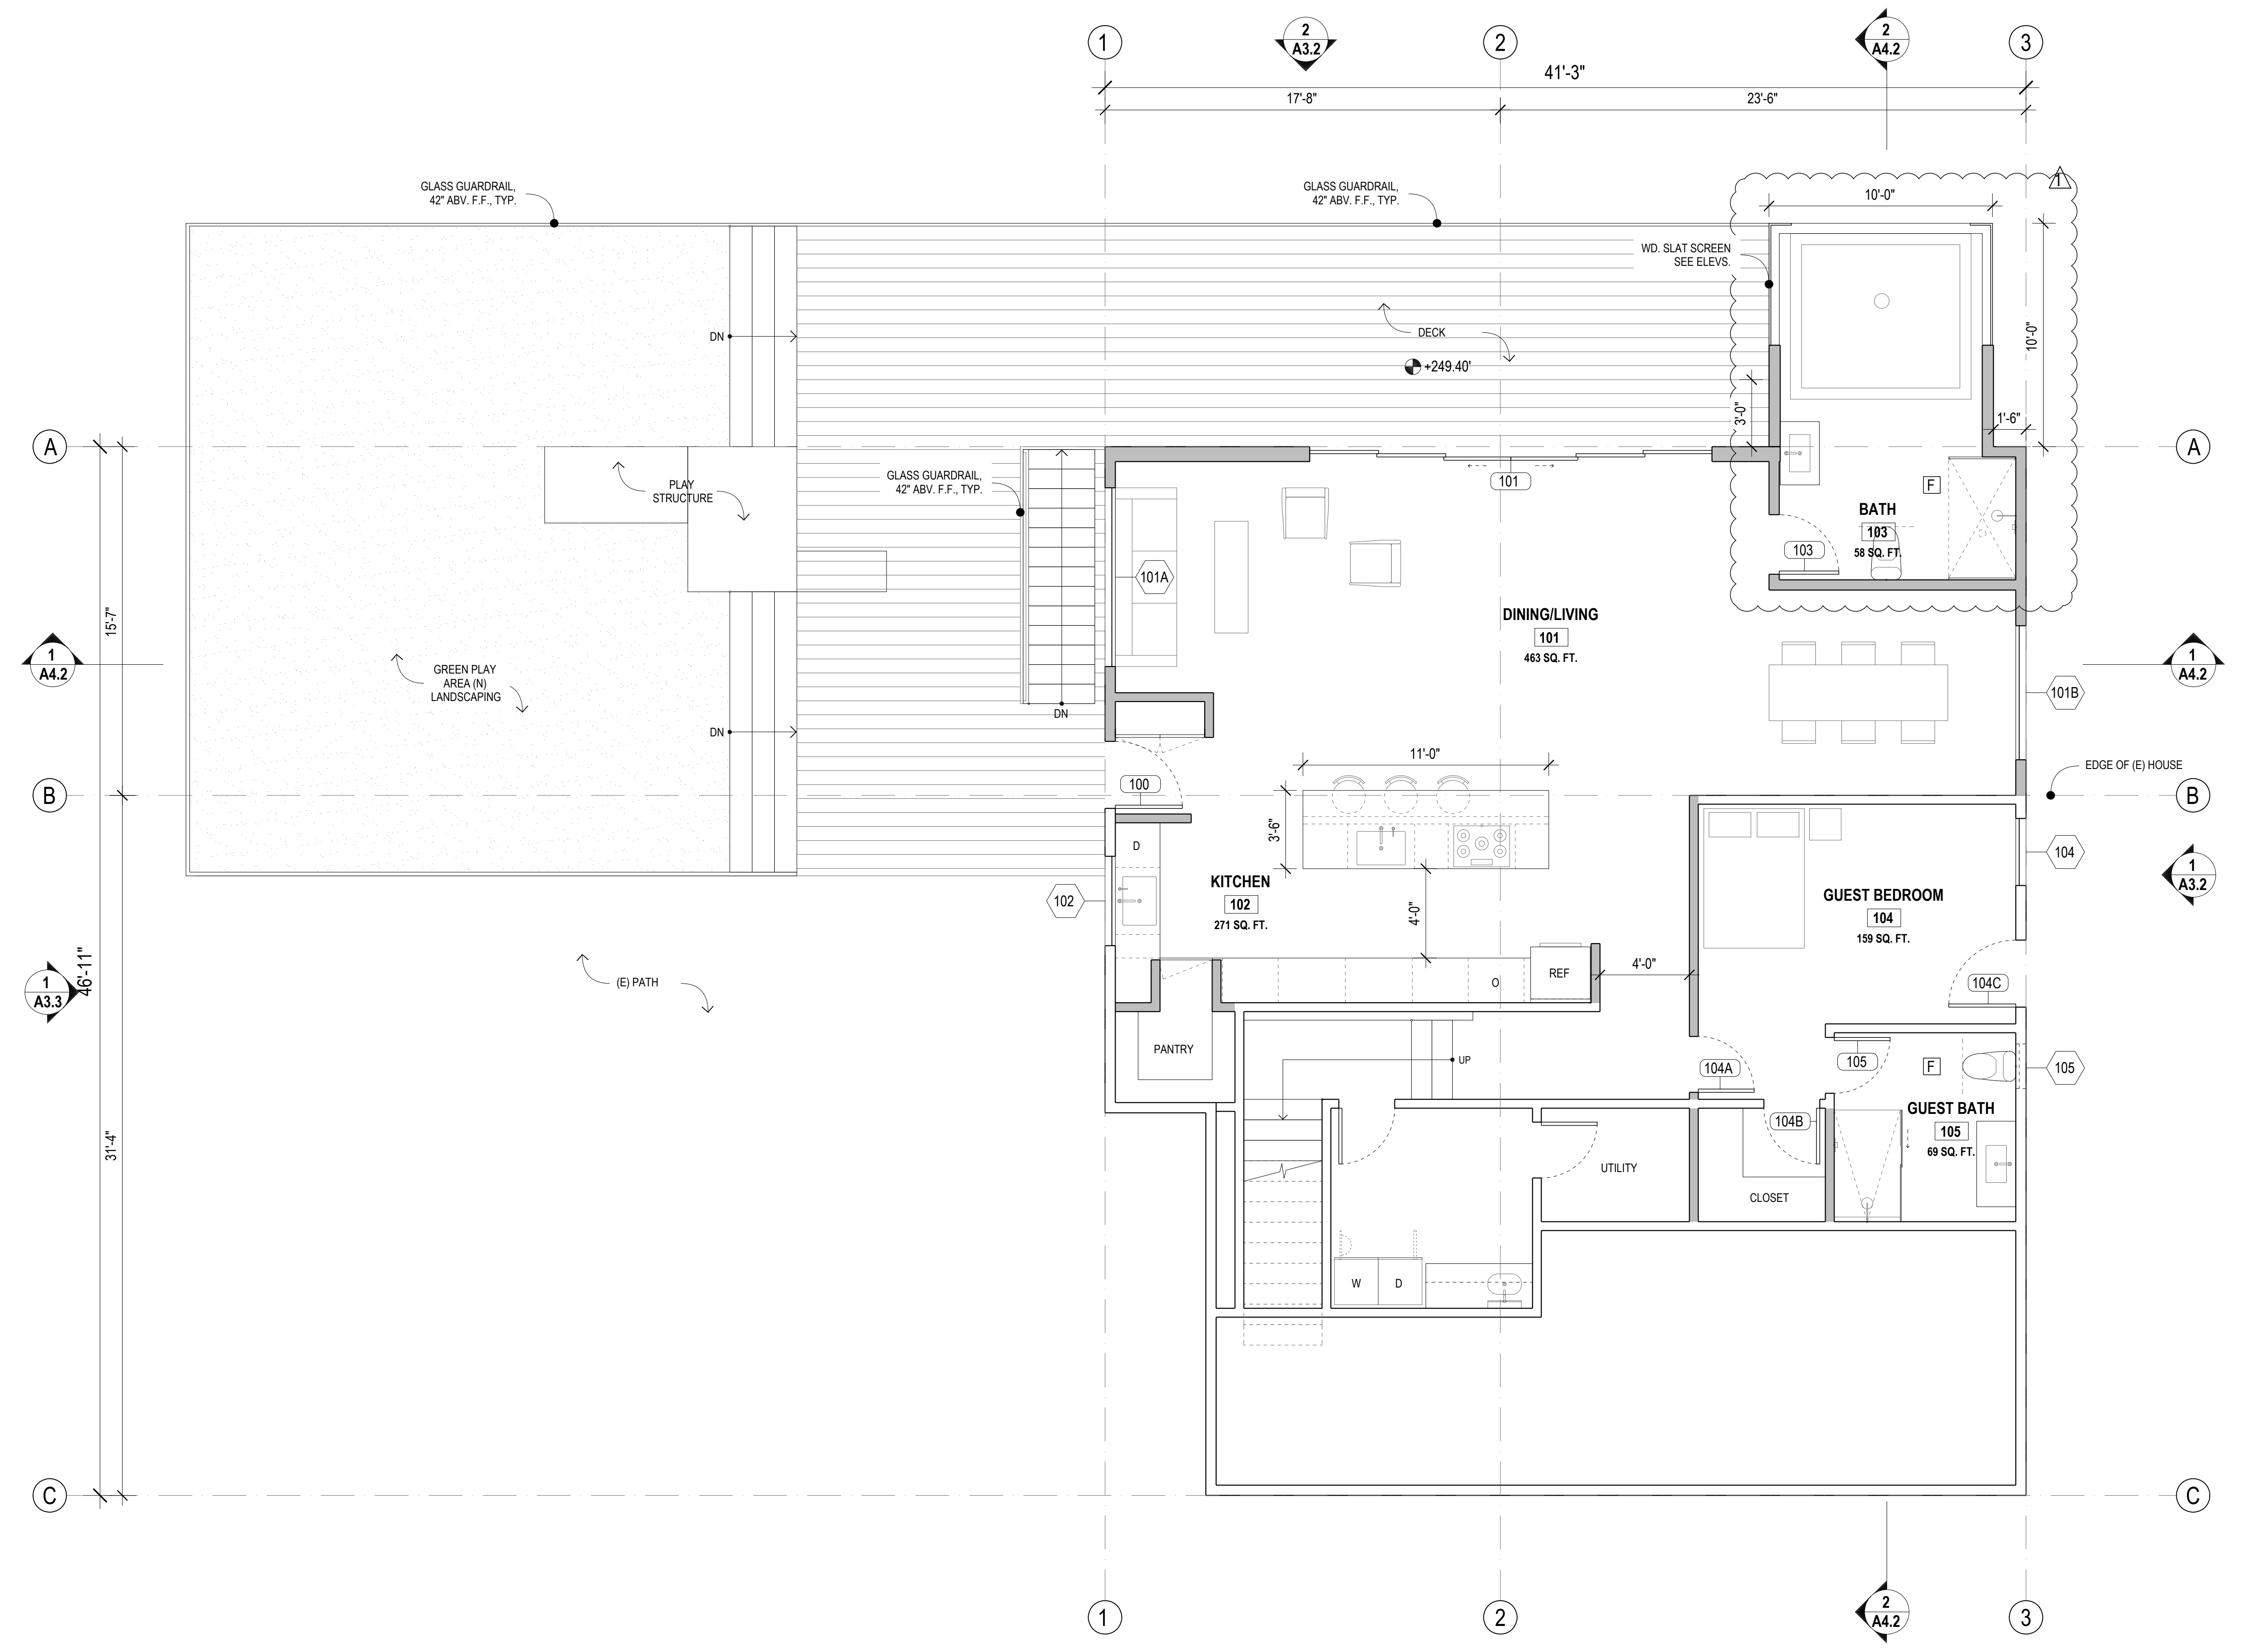 1
2
A3.2
2
2
A4.2
3
41'-3"
17'-8"
23'-6"
1
GLASS GUARDRAIL,
42" ABV. F.F., TYP.
GLASS GUARDRAIL,
42" ABV. F.F., TYP.
10'-0"
WD. SLAT SCREEN
SEE ELEVS.
DN
DECK
+249.40'
10'-0"
3'-0"
1'-6"
A
A
GLASS GUARDRAIL,
42" ABV. F.F., TYP.
PLAY
STRUCTURE
101
F
BATH
103
58 SQ. FT.
103
101A
15'-7"
DINING/LIVING
101
463 SQ. FT.
1
A4.2
1
A4.2
GREEN PLAY
AREA (N)
LANDSCAPING
101B
DN
DN
11'-0"
EDGE OF (E) HOUSE
100
B
B
3'-6"
D
104
1
A3.2
KITCHEN
102
271 SQ. FT.
102
4'-0"
GUEST BEDROOM
104
159 SQ. FT.
46'-11"
1
A3.3
(E) PATH
4'-0"
REF
O
104C
PANTRY
UP
104A
105
F
105
31'-4"
GUEST BATH
105
69 SQ. FT.
104B
UTILITY
CLOSET
W
D
C
C
1
2
2
A4.2
3